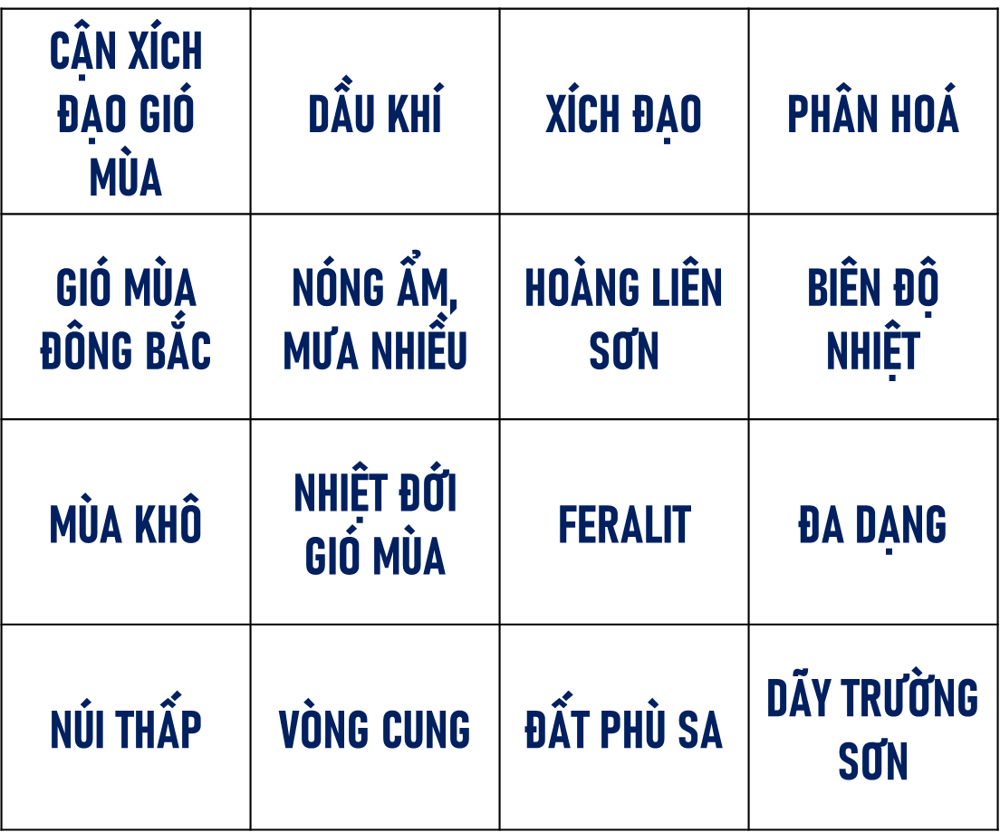 CẬN XÍCH
ĐẠO GIÓ
MÙA
DẦU KHÍ
XÍCH ĐẠO
PHÂN HOÁ
GIÓ MÙA
ĐÔNG BẮC
NÓNG ẨM,
MƯA NHIỀU
HOÀNG LIÊN
SƠN
BIÊN ĐỘ
NHIỆT
MÙA KHÔ
NHIỆT ĐỚI
GIÓ MÙA
FERALIT
ĐA DẠNG
NÚI THẤP
VÒNG CUNG
ĐẤT PHÙ SA
DÃY TRƯỜNG
SƠN